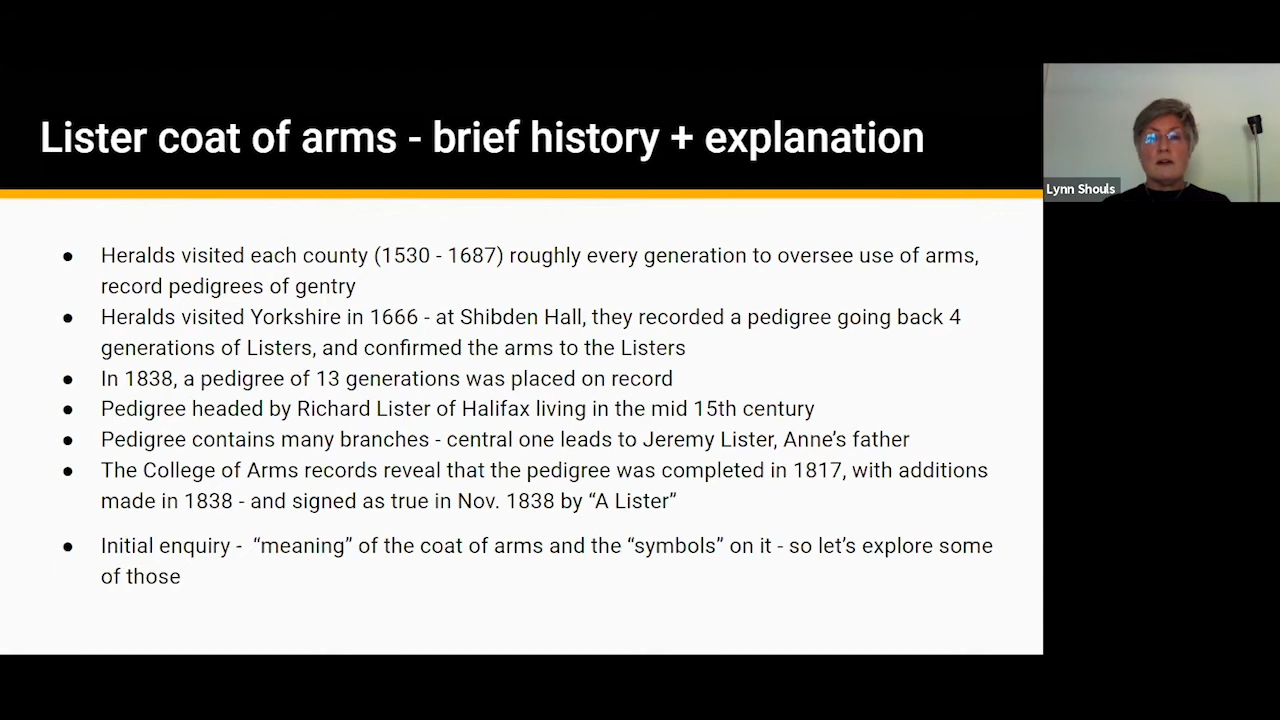 Lister coat of arms - brief history + explanation
Lynn Shouls
● Heralds visited each county (1530 - 1687) roughly every generation to oversee use of arms,
record pedigrees of gentry
● Heralds visited Yorkshire in 1666 - at Shibden Hall, they recorded a pedigree going back 4
generations of Listers, and confirmed the arms to the Listers
● In 1838, a pedigree of 13 generations was placed on record
● Pedigree headed by Richard Lister of Halifax living in the mid 15th century
● Pedigree contains many branches - central one leads to Jeremy Lister, Anne’s father
● The College of Arms records reveal that the pedigree was completed in 1817, with additions
made in 1838 - and signed as true in Nov. 1838 by “A Lister”
● Initial enquiry -  “meaning” of the coat of arms and the “symbols” on it - so let’s explore some
of those